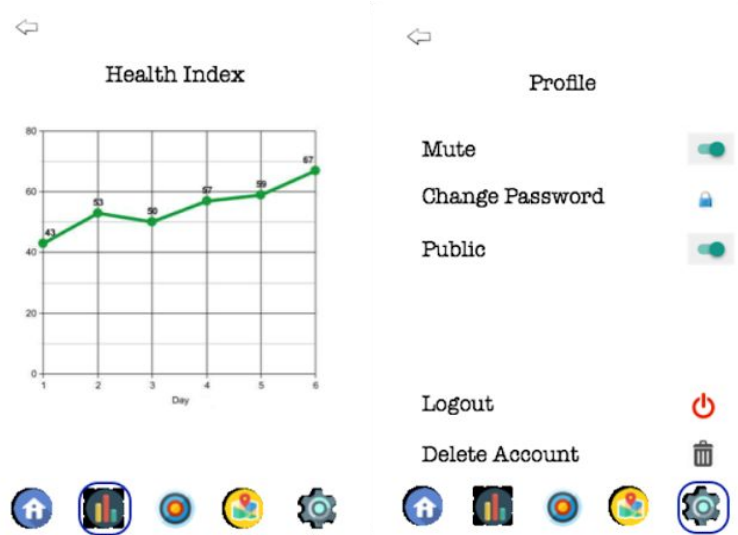 Health Index
80
60
40
20
0
43
53
50
57
59
67
1 2 3 4 5 6
Day
Profile
Mute
Change Password
Public
Logout
Delete Account